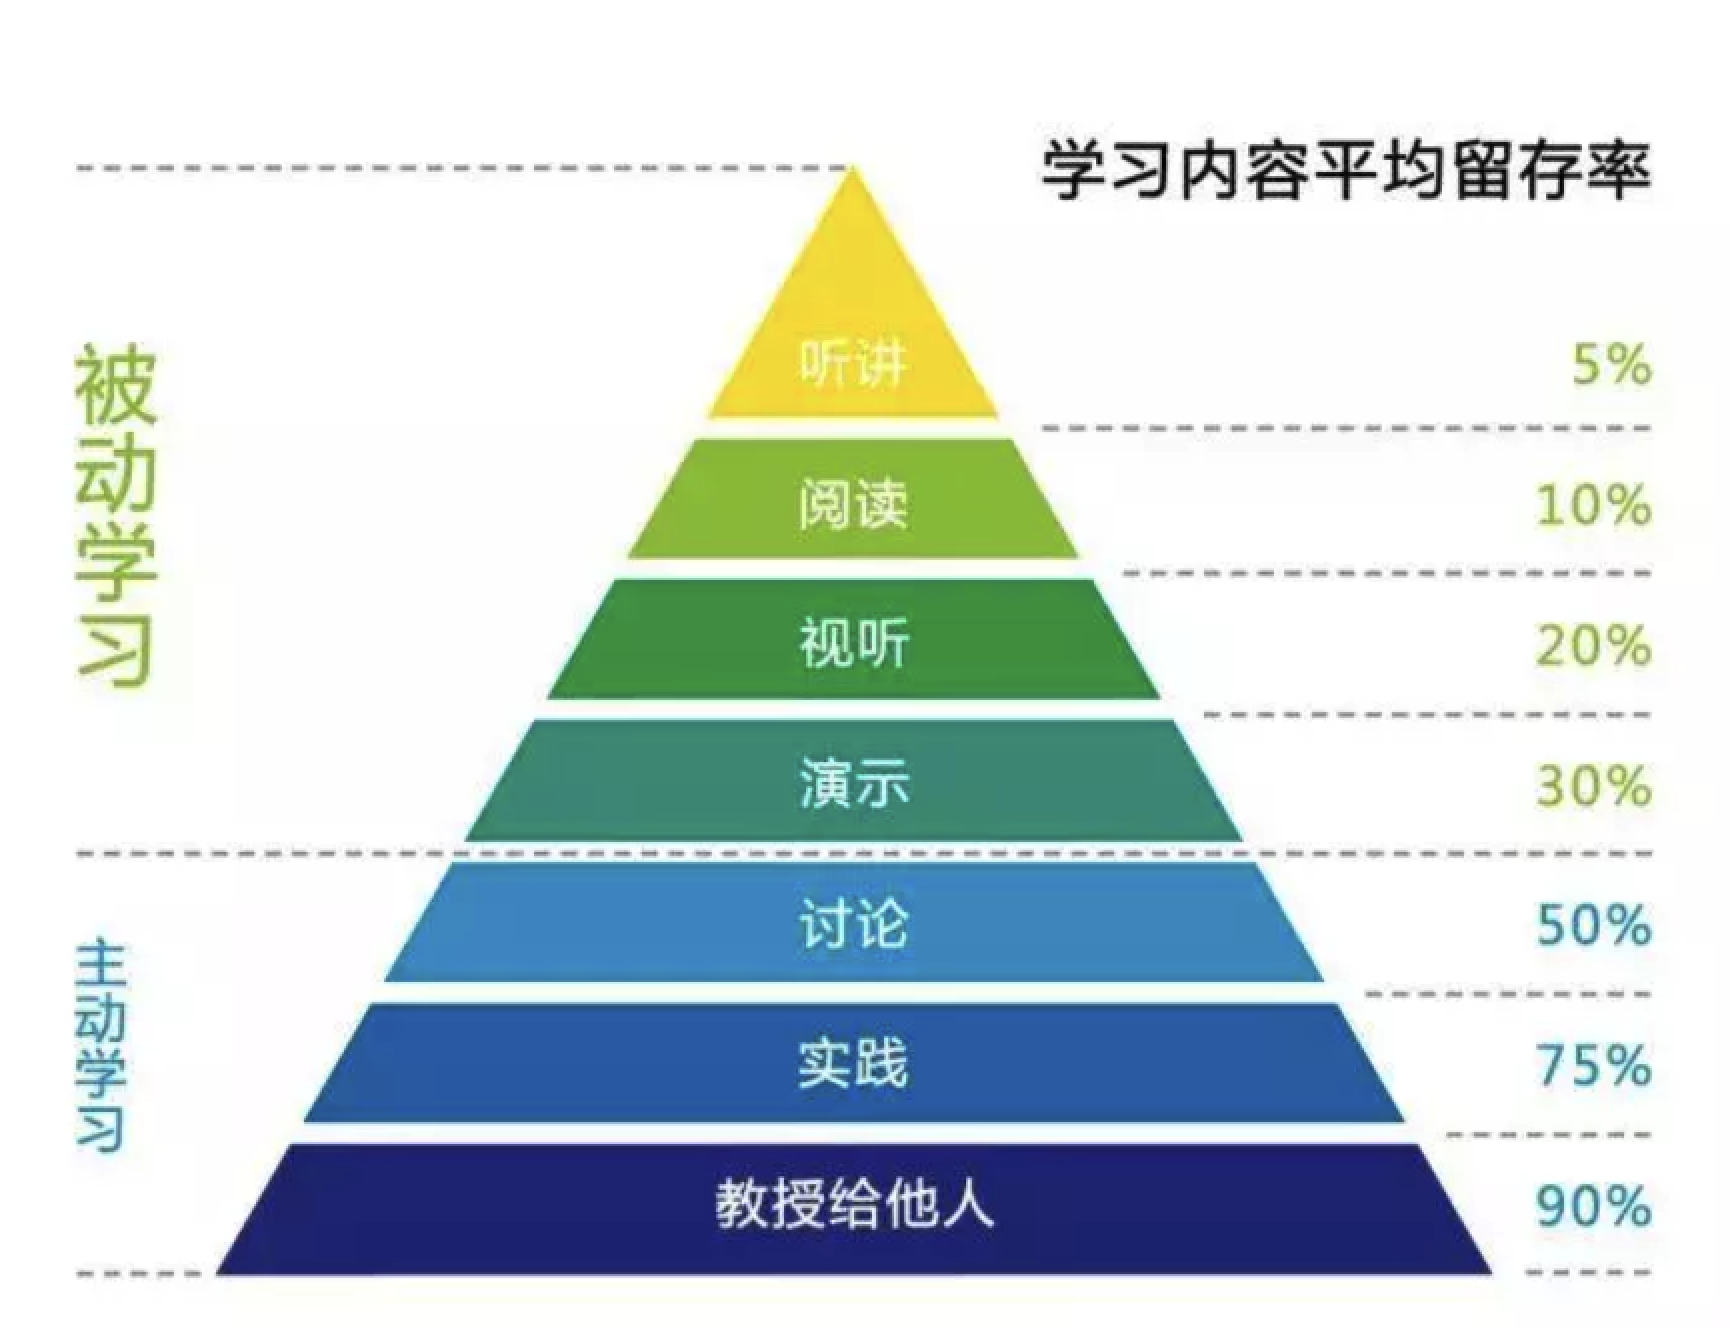 学习内容平均留存率
被动学习
听讲 5%
阅读 10%
视听 20%
演示 30%
主动学习
讨论 50%
实践 75%
教授给他人 90%